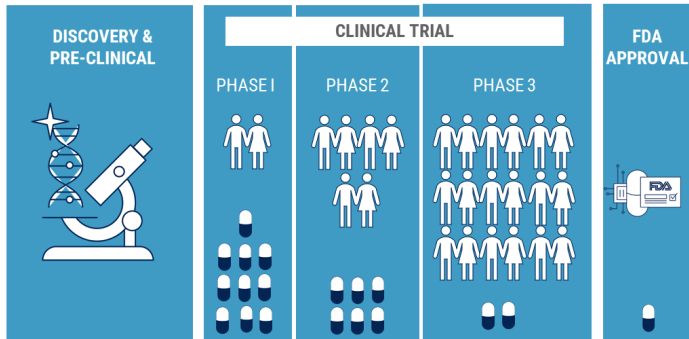 DISCOVERY &
PRE-CLINICAL
CLINICAL TRIAL
PHASE I
PHASE 2
PHASE 3
FDA
APPROVAL
FDA